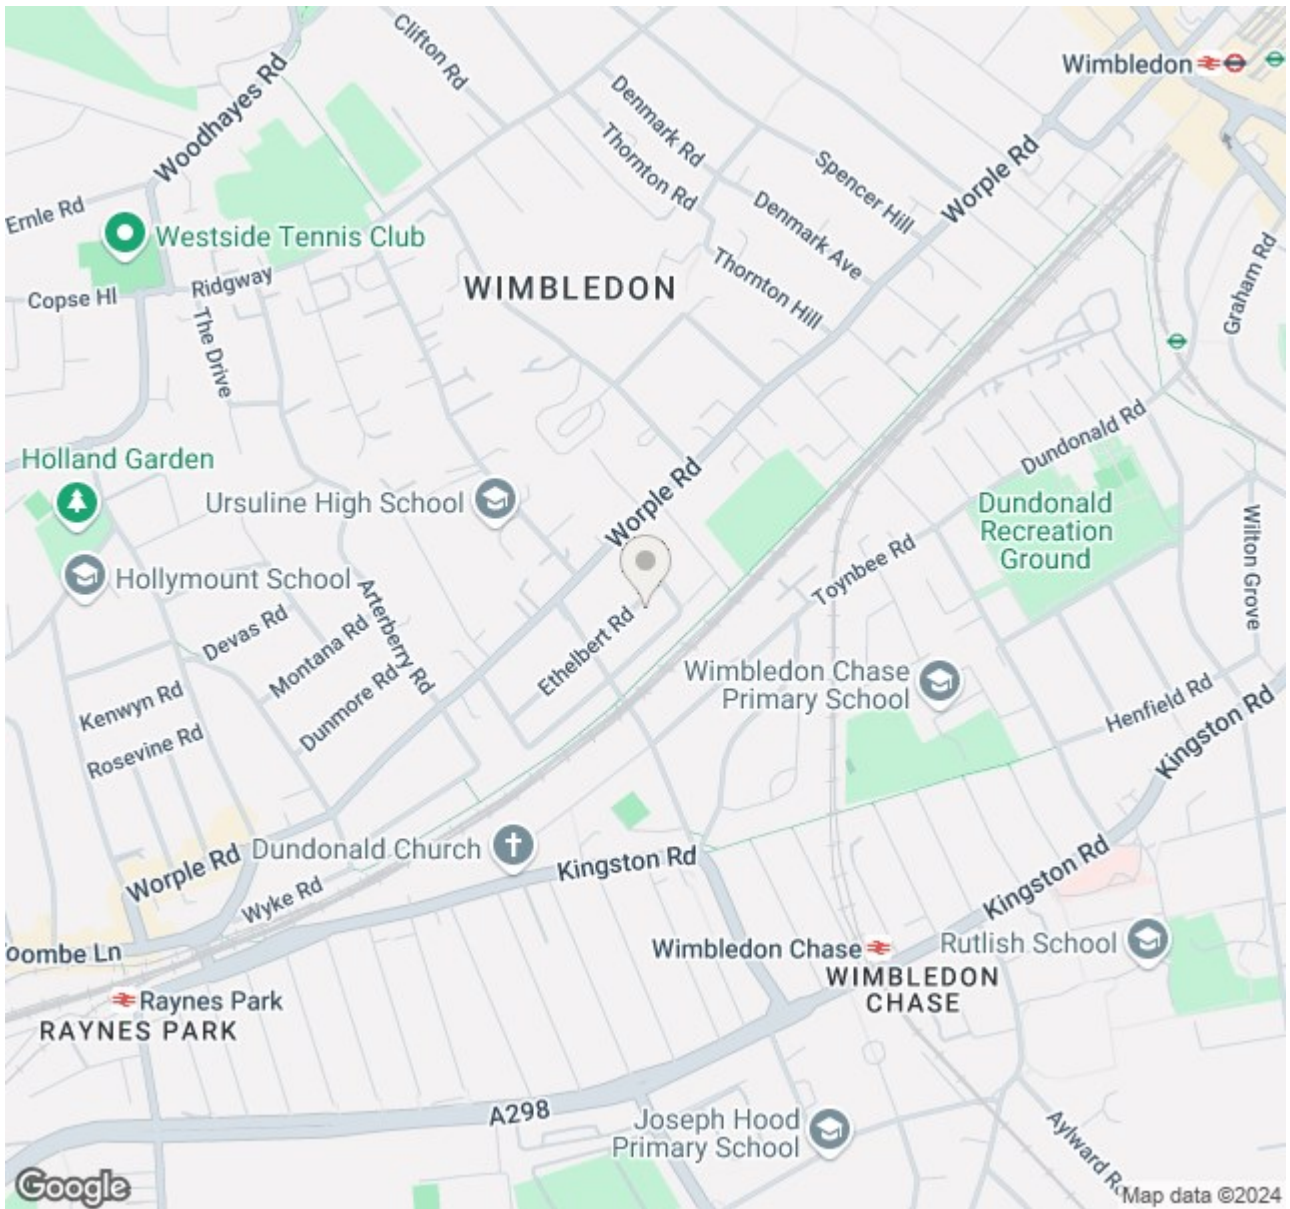 Clifton Rd
Wimbledon
Woodhayes Rd
Denmark Rd
Thornton Rd
Spencer Hill
Worple Rd
Ernle Rd
Westside Tennis Club
Denmark Ave
Graham Rd
Ridgway
Copse Hl
WIMBLEDON
Thornton Hill
The Drive
Dundonald Rd
Holland Garden
Ursuline High School
Worple Rd
Dundonald
Recreation
Ground
Wilton Grove
Hollymount School
Toynbee Rd
Arterberry Rd
Devas Rd
Montana Rd
Ethelbert Rd
Wimbledon Chase
Primary School
Kenwyn Rd
Dunmore Rd
Henfield Rd
Kingston Rd
Rosevine Rd
Dundonald Church
Kingston Rd
Worple Rd
Kingston Rd
Wyke Rd
oombe Ln
Wimbledon Chase
Rutlish School
WIMBLEDON
CHASE
Raynes Park
RAYNES PARK
A298
Joseph Hood
Primary School
Aylward R
Google
Map data ©2024